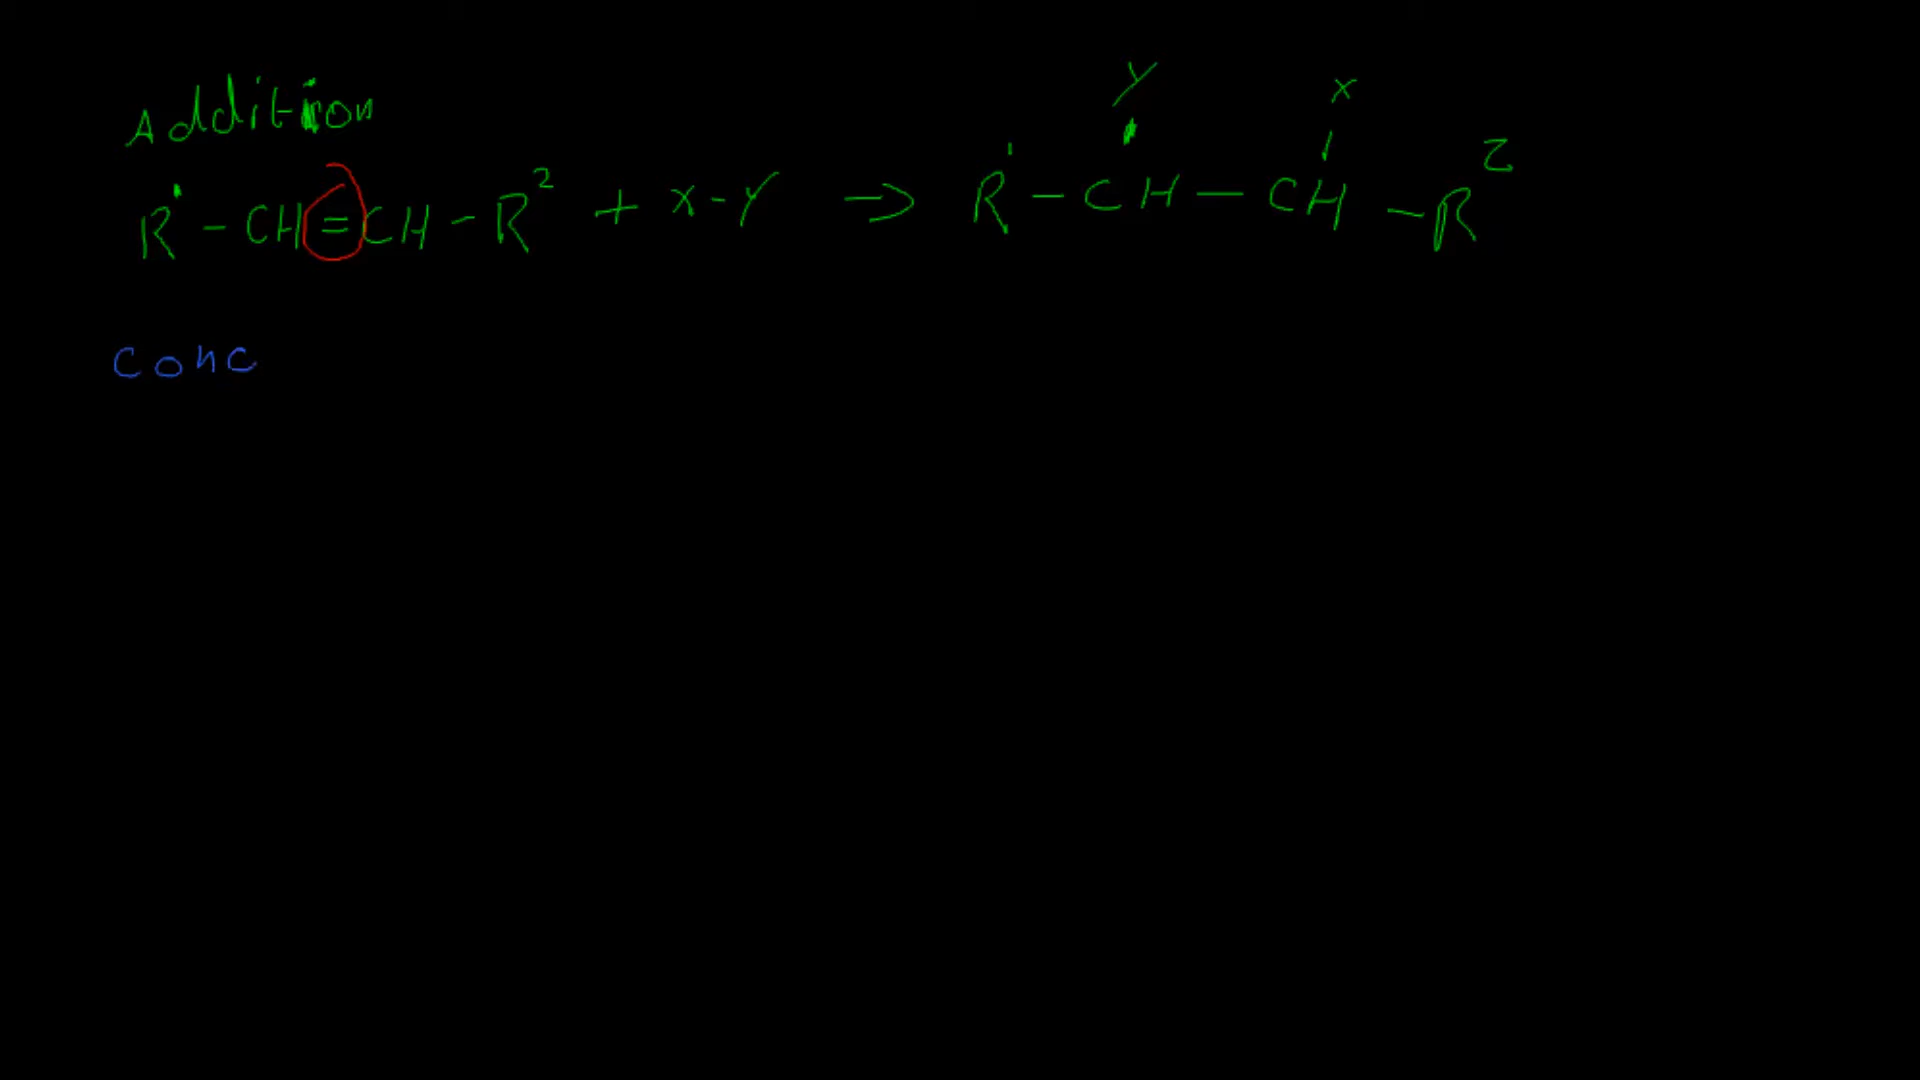 Addition
Y X
R¹ - CH = CH - R² + X - Y → R¹ - CH - CH - R²
Conc